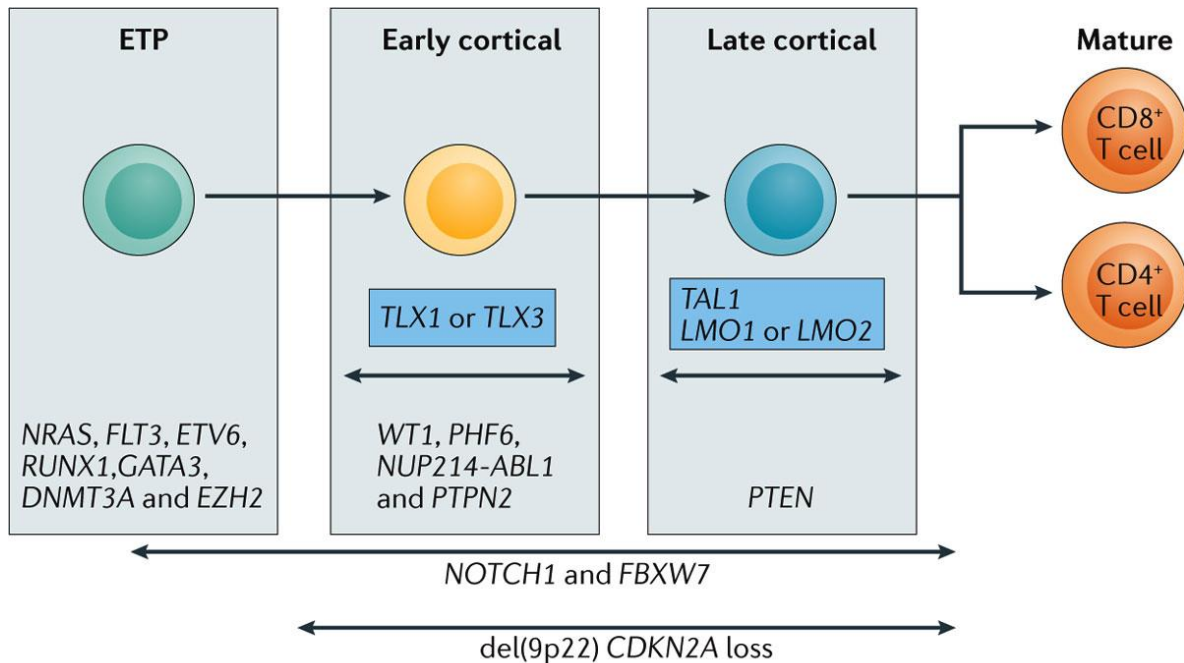 ETP
Early cortical
Late cortical
Mature
CD8+
T cell
CD4+
T cell
TLX1 or TLX3
TAL1
LMO1 or LMO2
NRAS, FLT3, ETV6,
RUNX1,GATA3,
DNMT3A and EZH2
WT1, PHF6,
NUP214-ABL1
and PTPN2
PTEN
NOTCH1 and FBXW7
del(9p22) CDKN2A loss